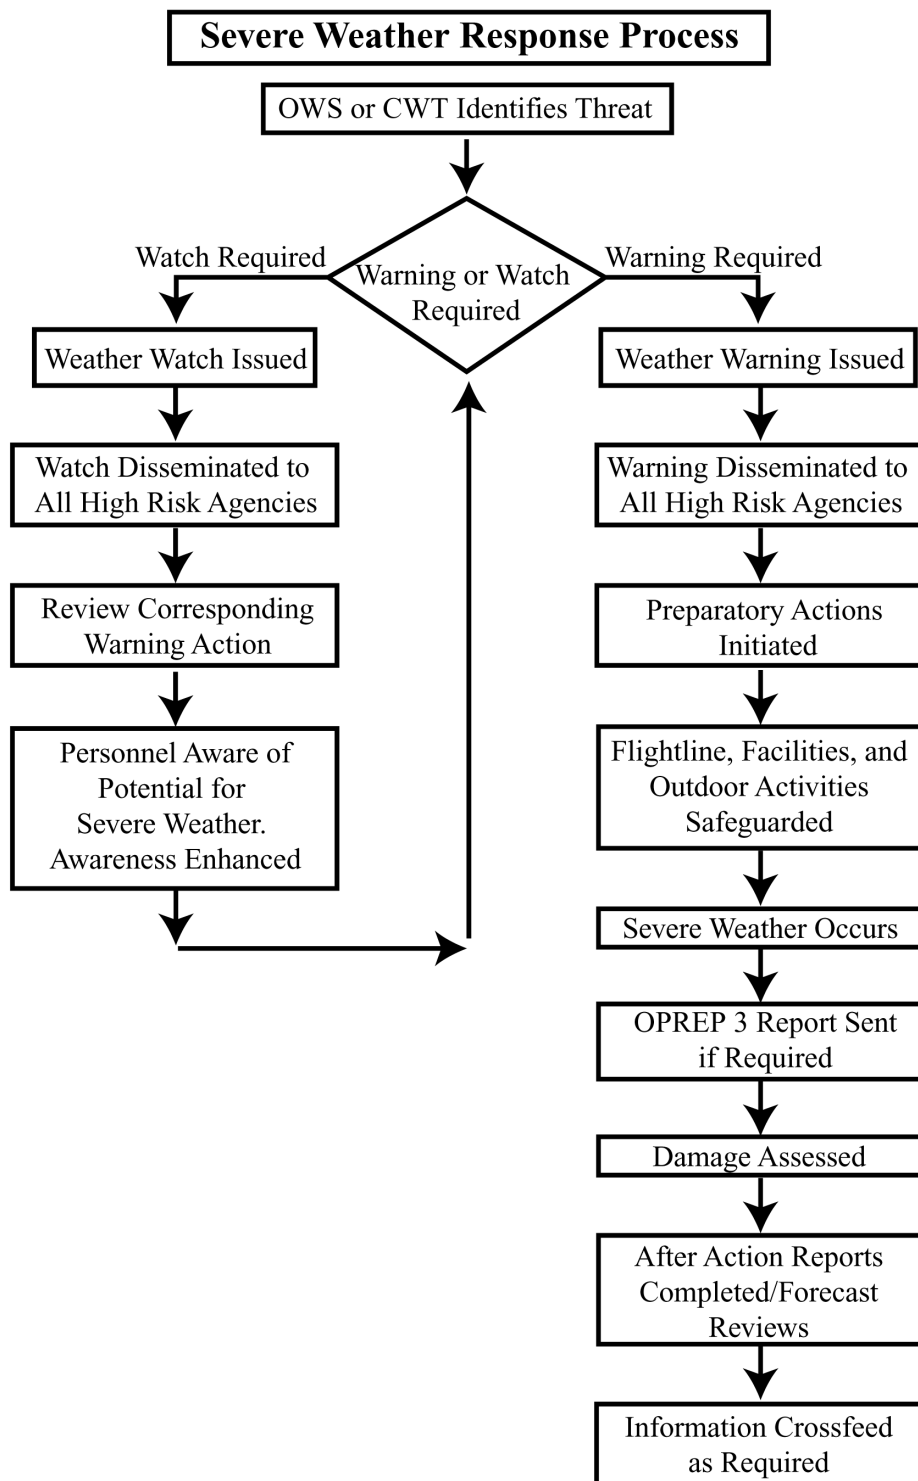 Severe Weather Response Process
OWS or CWT Identifies Threat
Watch Required
Warning or Watch
Required
Warning Required
Weather Watch Issued
Watch Disseminated to
All High Risk Agencies
Review Corresponding
Warning Action
Personnel Aware of
Potential for
Severe Weather.
Awareness Enhanced
Weather Warning Issued
Warning Disseminated to
All High Risk Agencies
Preparatory Actions
Initiated
Flightline, Facilities, and
Outdoor Activities
Safeguarded
Severe Weather Occurs
OPREP 3 Report Sent
if Required
Damage Assessed
After Action Reports
Completed/Forecast
Reviews
Information Crossfeed
as Required